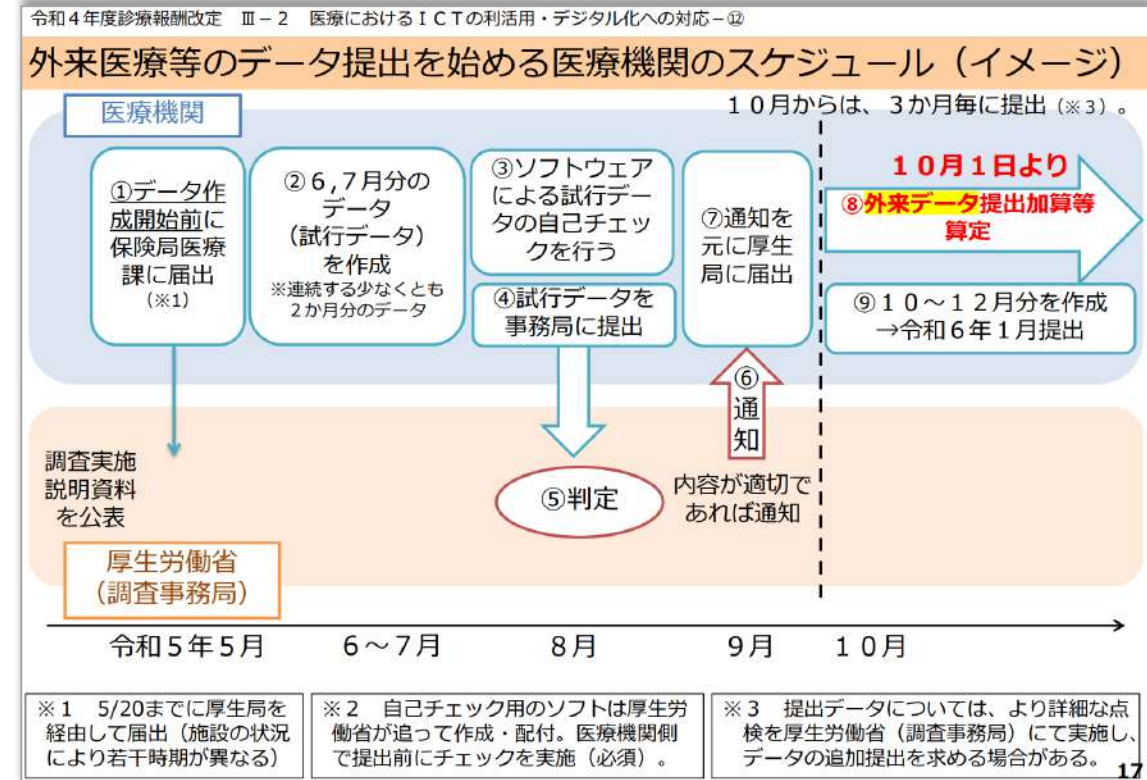 令和４年度診療報酬改定　Ⅲ－２　医療におけるＩＣＴの利活用・デジタル化への対応－⑫
外来医療等のデータ提出を始める医療機関のスケジュール（イメージ）
医療機関
１０月からは、３か月毎に提出（※３）。
①データ作
成開始前に
保険局医療
課に届出
（※1）
②６,７月分の
データ
（試行データ）
を作成
※連続する少なくとも
２か月分のデータ
③ソフトウェア
による試行デー
タの自己チェッ
クを行う
④試行データを
事務局に提出
⑦通知を
元に厚生
局に届出
１０月１日より
⑧外来データ提出加算等
算定
⑨１０～１２月分を作成
→令和６年１月提出
⑥
通
知
調査実施
説明資料
を公表
⑤判定
内容が適切で
あれば通知
厚生労働省
（調査事務局）
令和５年５月
６～７月
８月
９月
１０月
※１　5/20までに厚生局を
経由して届出（施設の状況
により若干時期が異なる）
※２　自己チェック用のソフトは厚生労
働省が追って作成・配付。医療機関側
で提出前にチェックを実施（必須）。
※３　提出データについては、より詳細な点
検を厚生労働省（調査事務局）にて実施し、
データの追加提出を求める場合がある。
17